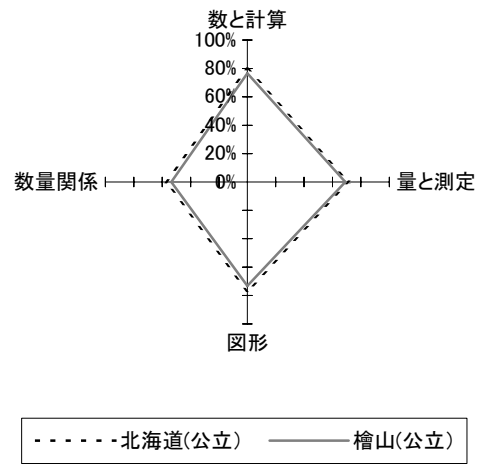 数と計算
100%
80%
60%
40%
20%
0%
数量関係
量と測定
図形
北海道(公立)
檜山(公立)